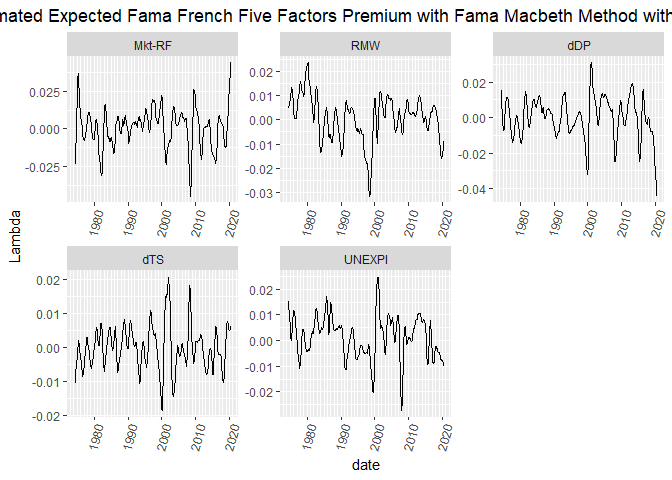 mated Expected Fama French Five Factors Premium with Fama Macbeth Method with
Mkt-RF RMW dDP
0.025 0.000 -0.025
0.02 0.01 0.00 -0.01 -0.02 -0.03
0.02 0.00 -0.02 -0.04
1980 1990 2000 2010 2020
1980 1990 2000 2010 2020
1980 1990 2000 2010 2020
Lambda
dTS UNEXPI
0.02 0.01 0.00 -0.01 -0.02
0.02 0.01 0.00 -0.01 -0.02
1980 1990 2000 2010 2020
1980 1990 2000 2010 2020
date